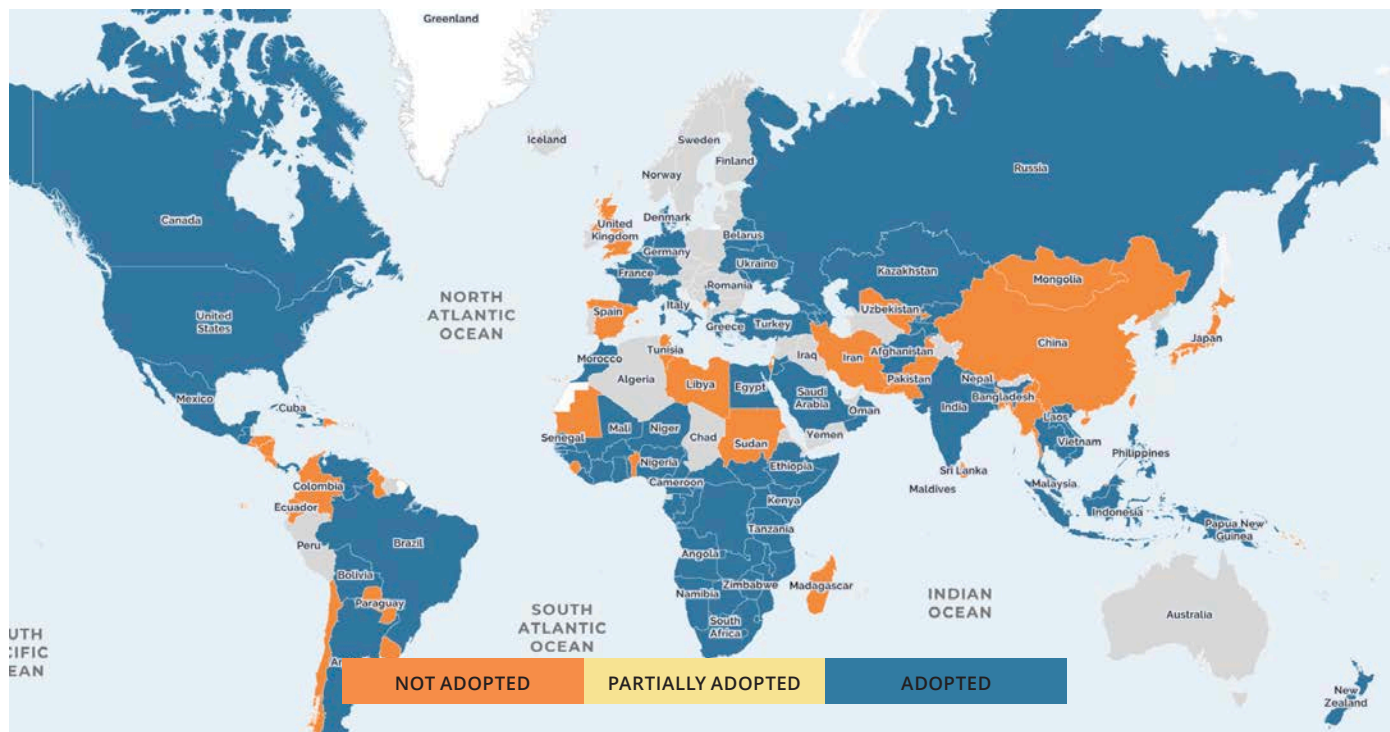 Greenland
Iceland
Sweden
Finland
Norway
Russia
Canada
United
Kingdom
Denmark
Belarus
Germany
Ukraine
France
Kazakhstan
Mongolia
Romania
NORTH
ATLANTIC
OCEAN
Italy
Uzbekistan
United
States
Spain
Greece
Turkey
China
Japan
Tunisia
Morocco
Iraq
Iran
Afghanistan
Algeria
Libya
Egypt
Pakistan
Nepal
Mexico
Cuba
Saudi
Arabia
Bangladesh
India
Oman
Laos
Mali
Niger
Senegal
Chad
Sudan
Yemen
Vietnam
Philippines
Nigeria
Ethiopia
Sri Lanka
Cameroon
Maldives
Malaysia
Colombia
Ecuador
Kenya
Indonesia
Papua New
Guinea
Tanzania
Peru
Brazil
Angola
Bolivia
Zimbabwe
Madagascar
Namibia
Paraguay
INDIAN
OCEAN
Australia
SOUTH
ATLANTIC
OCEAN
South
Africa
UTH
IFIC
EAN
Ar
NOT ADOPTED
PARTIALLY ADOPTED
ADOPTED
New
Zealand